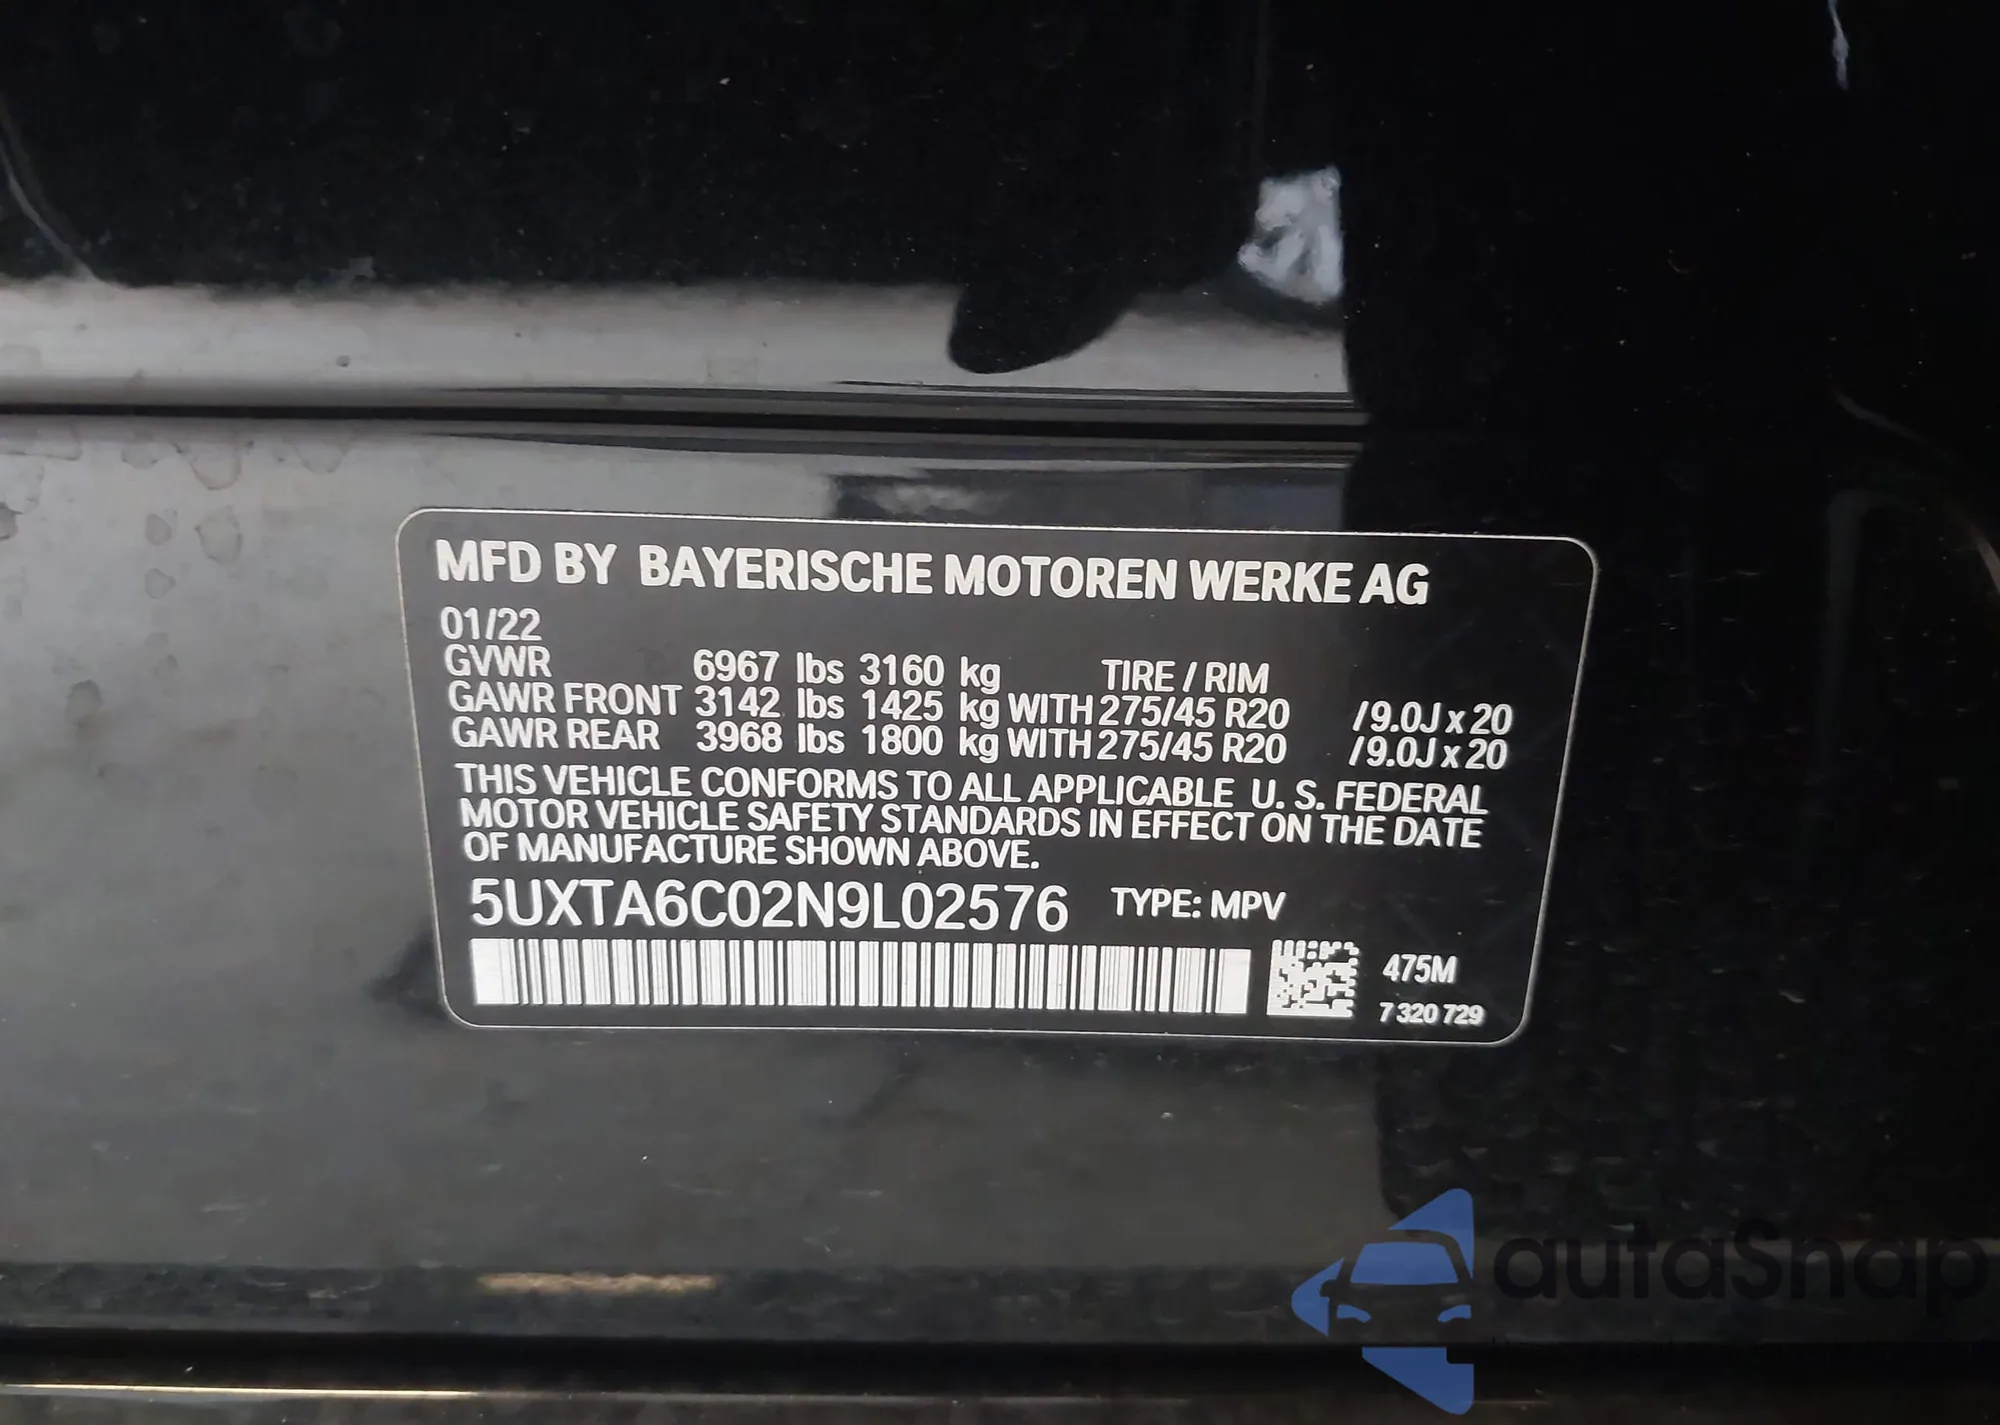 MFD BY BAYERISCHE MOTOREN WERKE AG
01/22
GVWR 6967 lbs 3160 kg TIRE / RIM
GAWR FRONT 3142 lbs 1425 kg WITH 275/45 R20 /9.0J x 20
GAWR REAR 3968 lbs 1800 kg WITH 275/45 R20 /9.0J x 20
THIS VEHICLE CONFORMS TO ALL APPLICABLE U. S. FEDERAL
MOTOR VEHICLE SAFETY STANDARDS IN EFFECT ON THE DATE
OF MANUFACTURE SHOWN ABOVE.
5UXTA6C02N9L02576 TYPE: MPV
475M
7 320 729
autaSnap